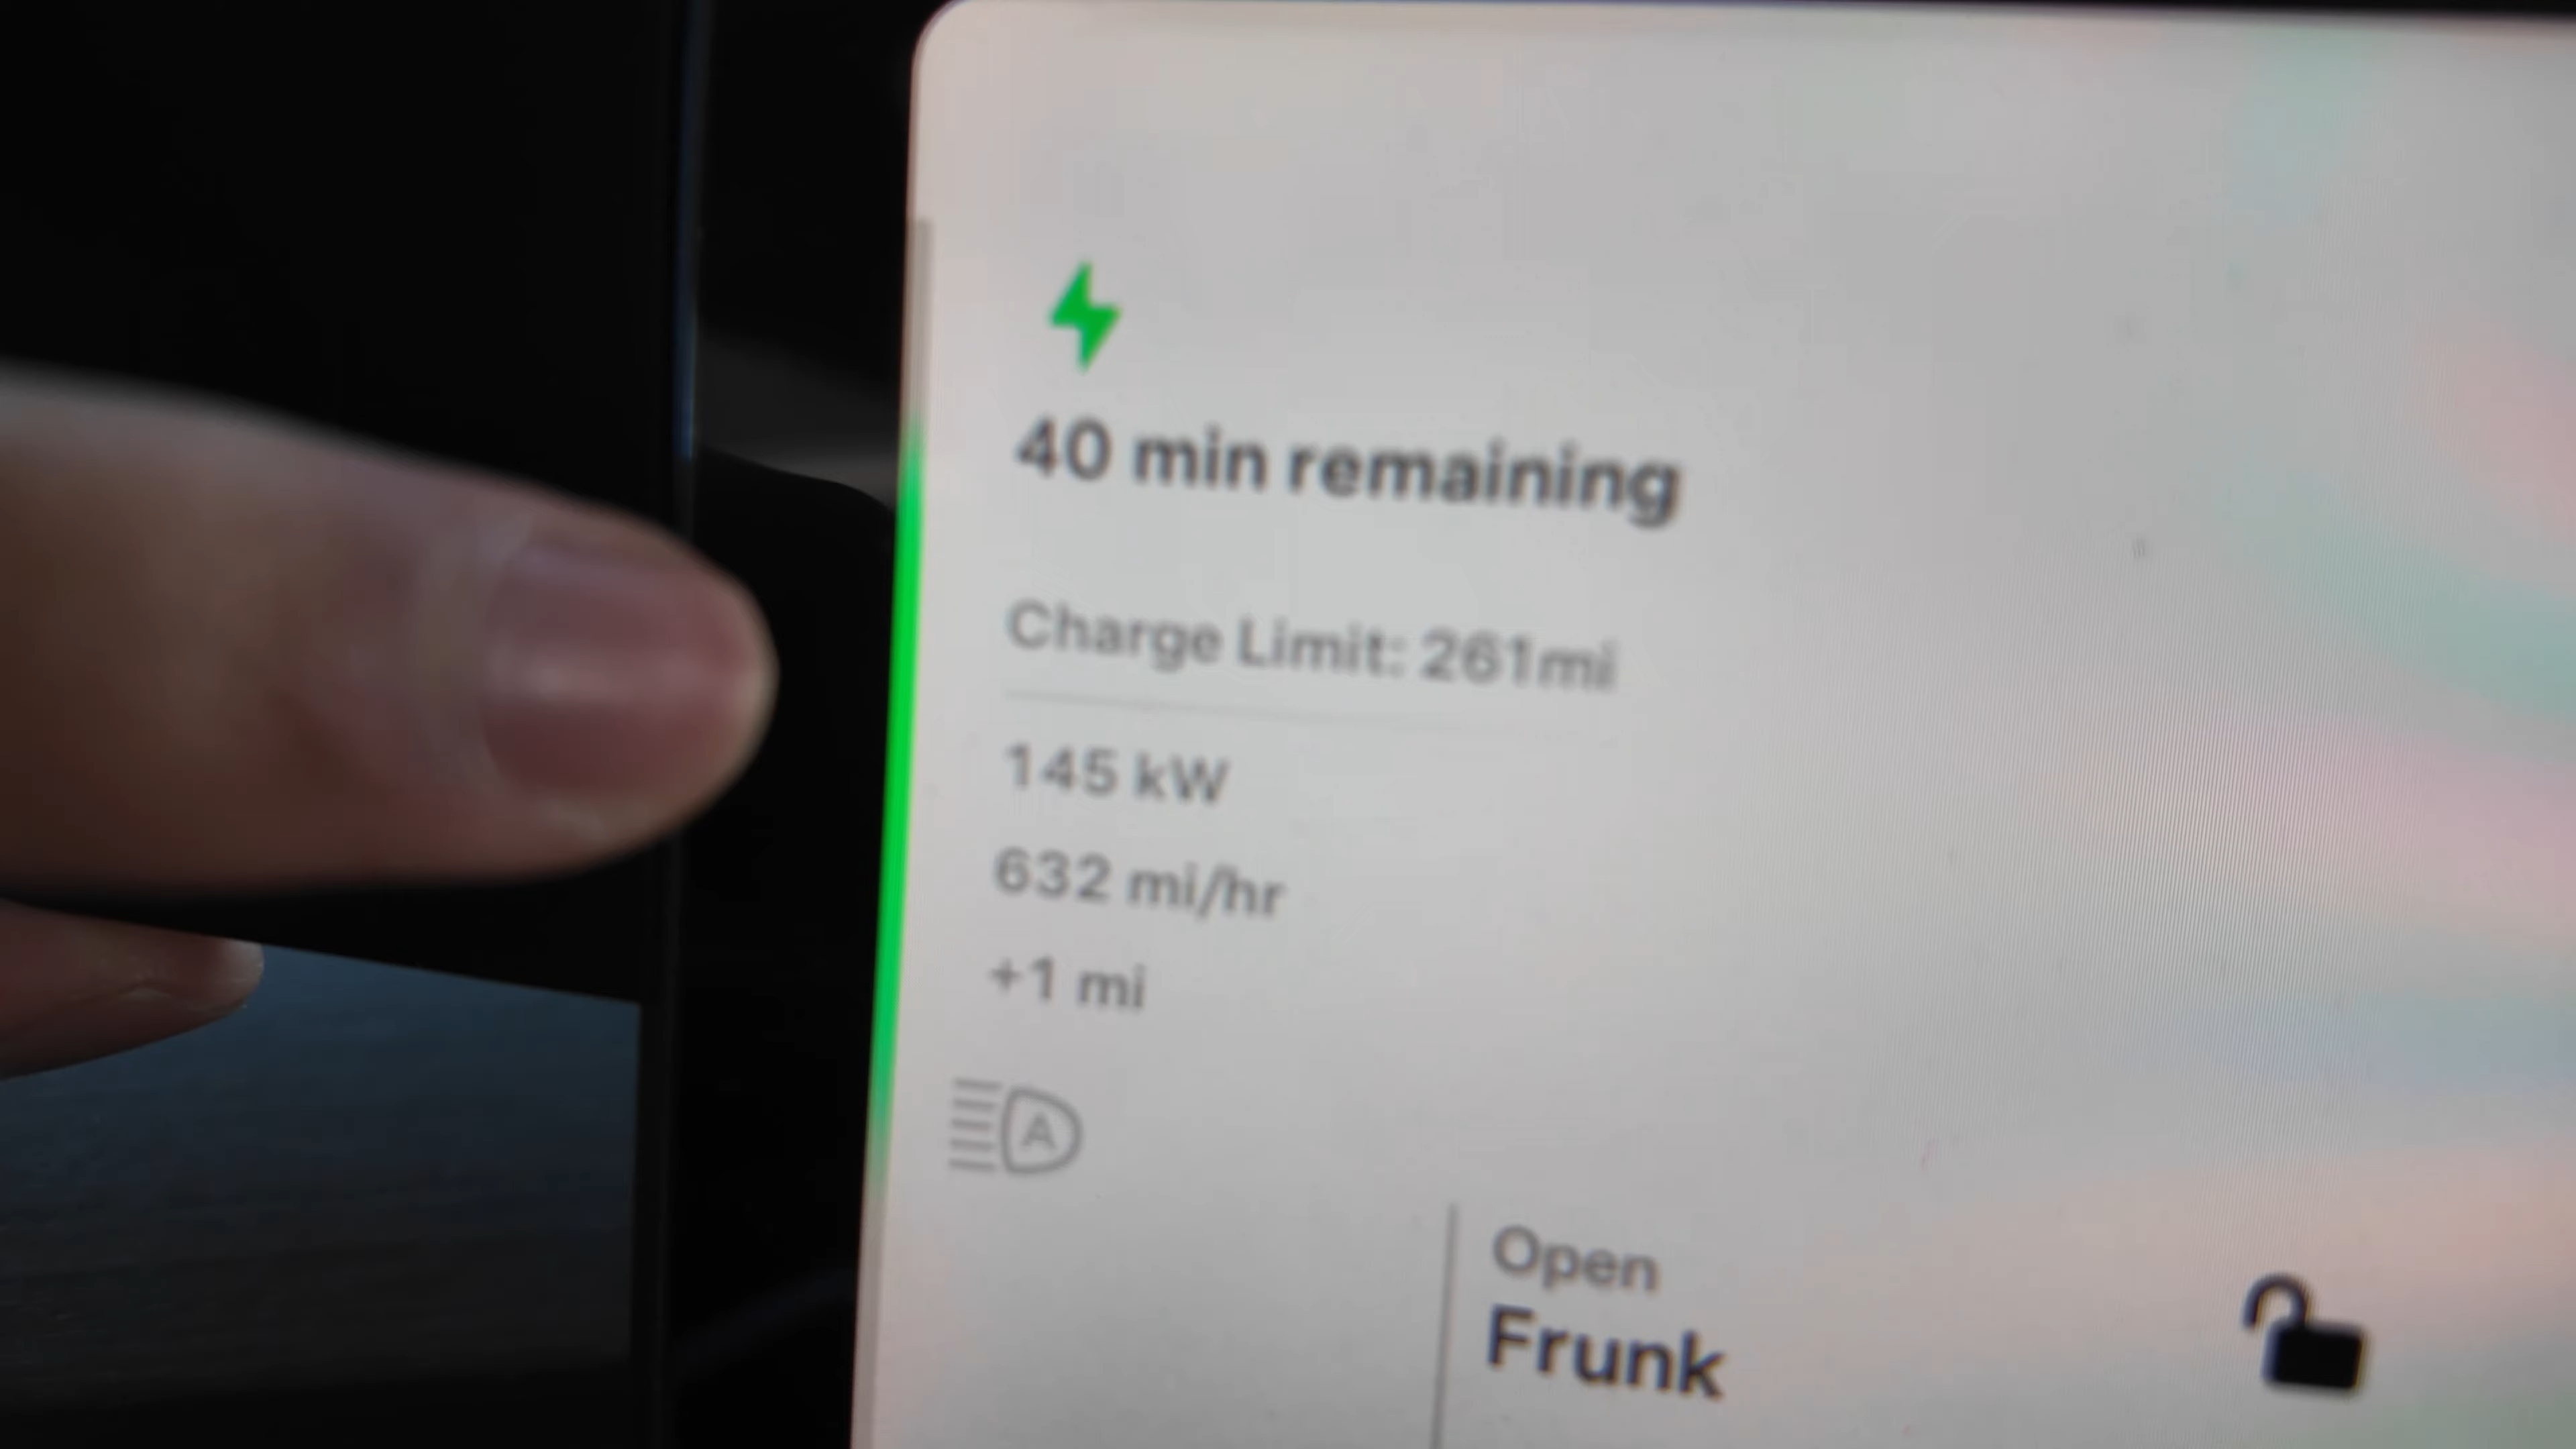 40 min remaining
Charge Limit: 261mi
145 kW
632 mi/hr
+1 mi
A
Open
Frunk